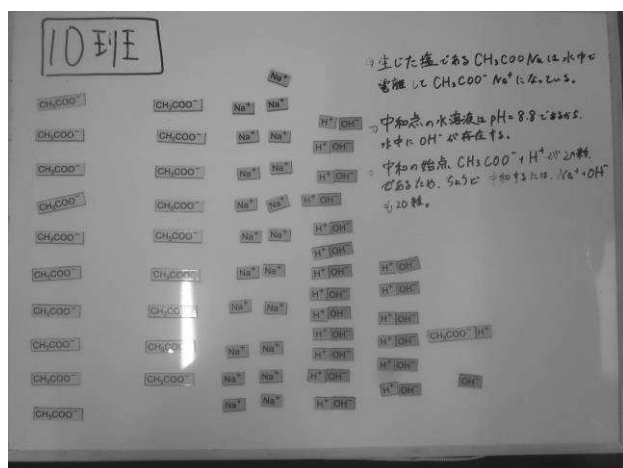 10班
Na⁺
CH₃COO⁻ CH₃COO⁻ Na⁺ Na⁺
H⁺ OH⁻
CH₃COO⁻ CH₃COO⁻ Na⁺ Na⁺
H⁺ OH⁻
CH₃COO⁻ CH₃COO⁻ Na⁺ Na⁺ H⁺ OH⁻
CH₃COO⁻ CH₃COO⁻ Na⁺ Na⁺ H⁺ OH⁻
H⁺ OH⁻
CH₃COO⁻ CH₃COO⁻ Na⁺ Na⁺
H⁺ OH⁻
CH₃COO⁻ CH₃COO⁻ Na⁺ Na⁺ H⁺ OH⁻ H⁺ OH⁻
H⁺ OH⁻ H⁺ OH⁻
CH₃COO⁻ CH₃COO⁻ Na⁺ Na⁺ H⁺ OH⁻ H⁺ OH⁻
H⁺ OH⁻ H⁺ OH⁻ CH₃COO⁻ H⁺
CH₃COO⁻ CH₃COO⁻ Na⁺ Na⁺ H⁺ OH⁻ H⁺ OH⁻
CH₃COO⁻ CH₃COO⁻ Na⁺ Na⁺ H⁺ OH⁻ H⁺ OH⁻ OH⁻
CH₃COO⁻ Na⁺ Na⁺ H⁺ OH⁻
→生じた塩であるCH₃COONaは水中で
電離してCH₃COO⁻ Na⁺になっている。
→中和点の水溶液はpH=8.8であるから、
水中にOH⁻が存在する。
→中和の始点、CH₃COO⁻+H⁺が20粒
であるため、ちょうど中和するには、Na⁺+OH⁻
も20粒。